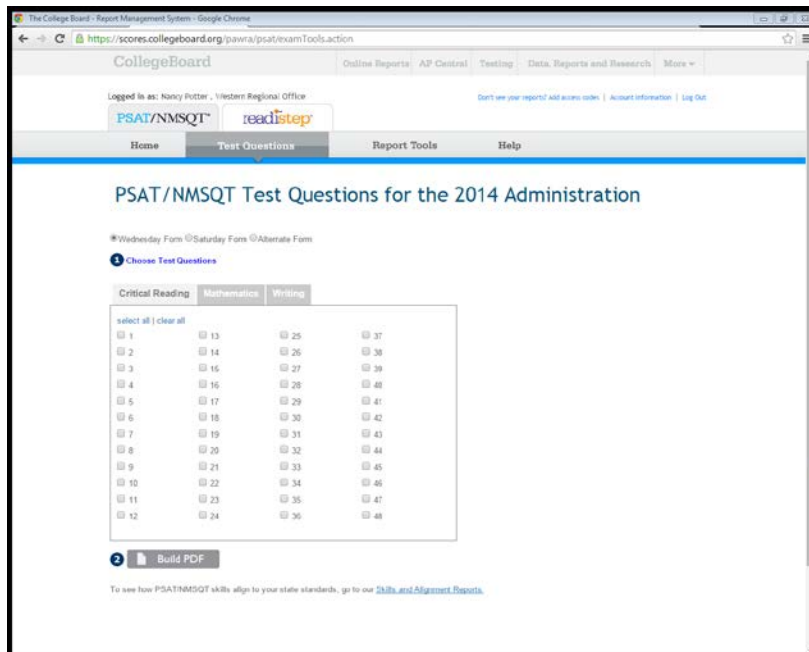 The College Board - Report Management System - Google Chrome
https://scores.collegeboard.org/pawra/psat/examTools.action
CollegeBoard Online Reports AP Central Testing Data, Reports and Research More
Logged in as: Nancy Potter , Western Regional Office Don't see your reports? Add access codes | Account Information | Log Out
PSAT/NMSQT readistep
Home Test Questions Report Tools Help
PSAT/NMSQT Test Questions for the 2014 Administration
Wednesday Form Saturday Form Alternate Form
1 Choose Test Questions
Critical Reading Mathematics Writing
select all | clear all
1 13 25 37
2 14 26 38
3 15 27 39
4 16 28 40
5 17 29 41
6 18 30 42
7 19 31 43
8 20 32 44
9 21 33 45
10 22 34 46
11 23 35 47
12 24 36 48
2 Build PDF
To see how PSAT/NMSQT skills align to your state standards, go to our Skills and Alignment Reports.